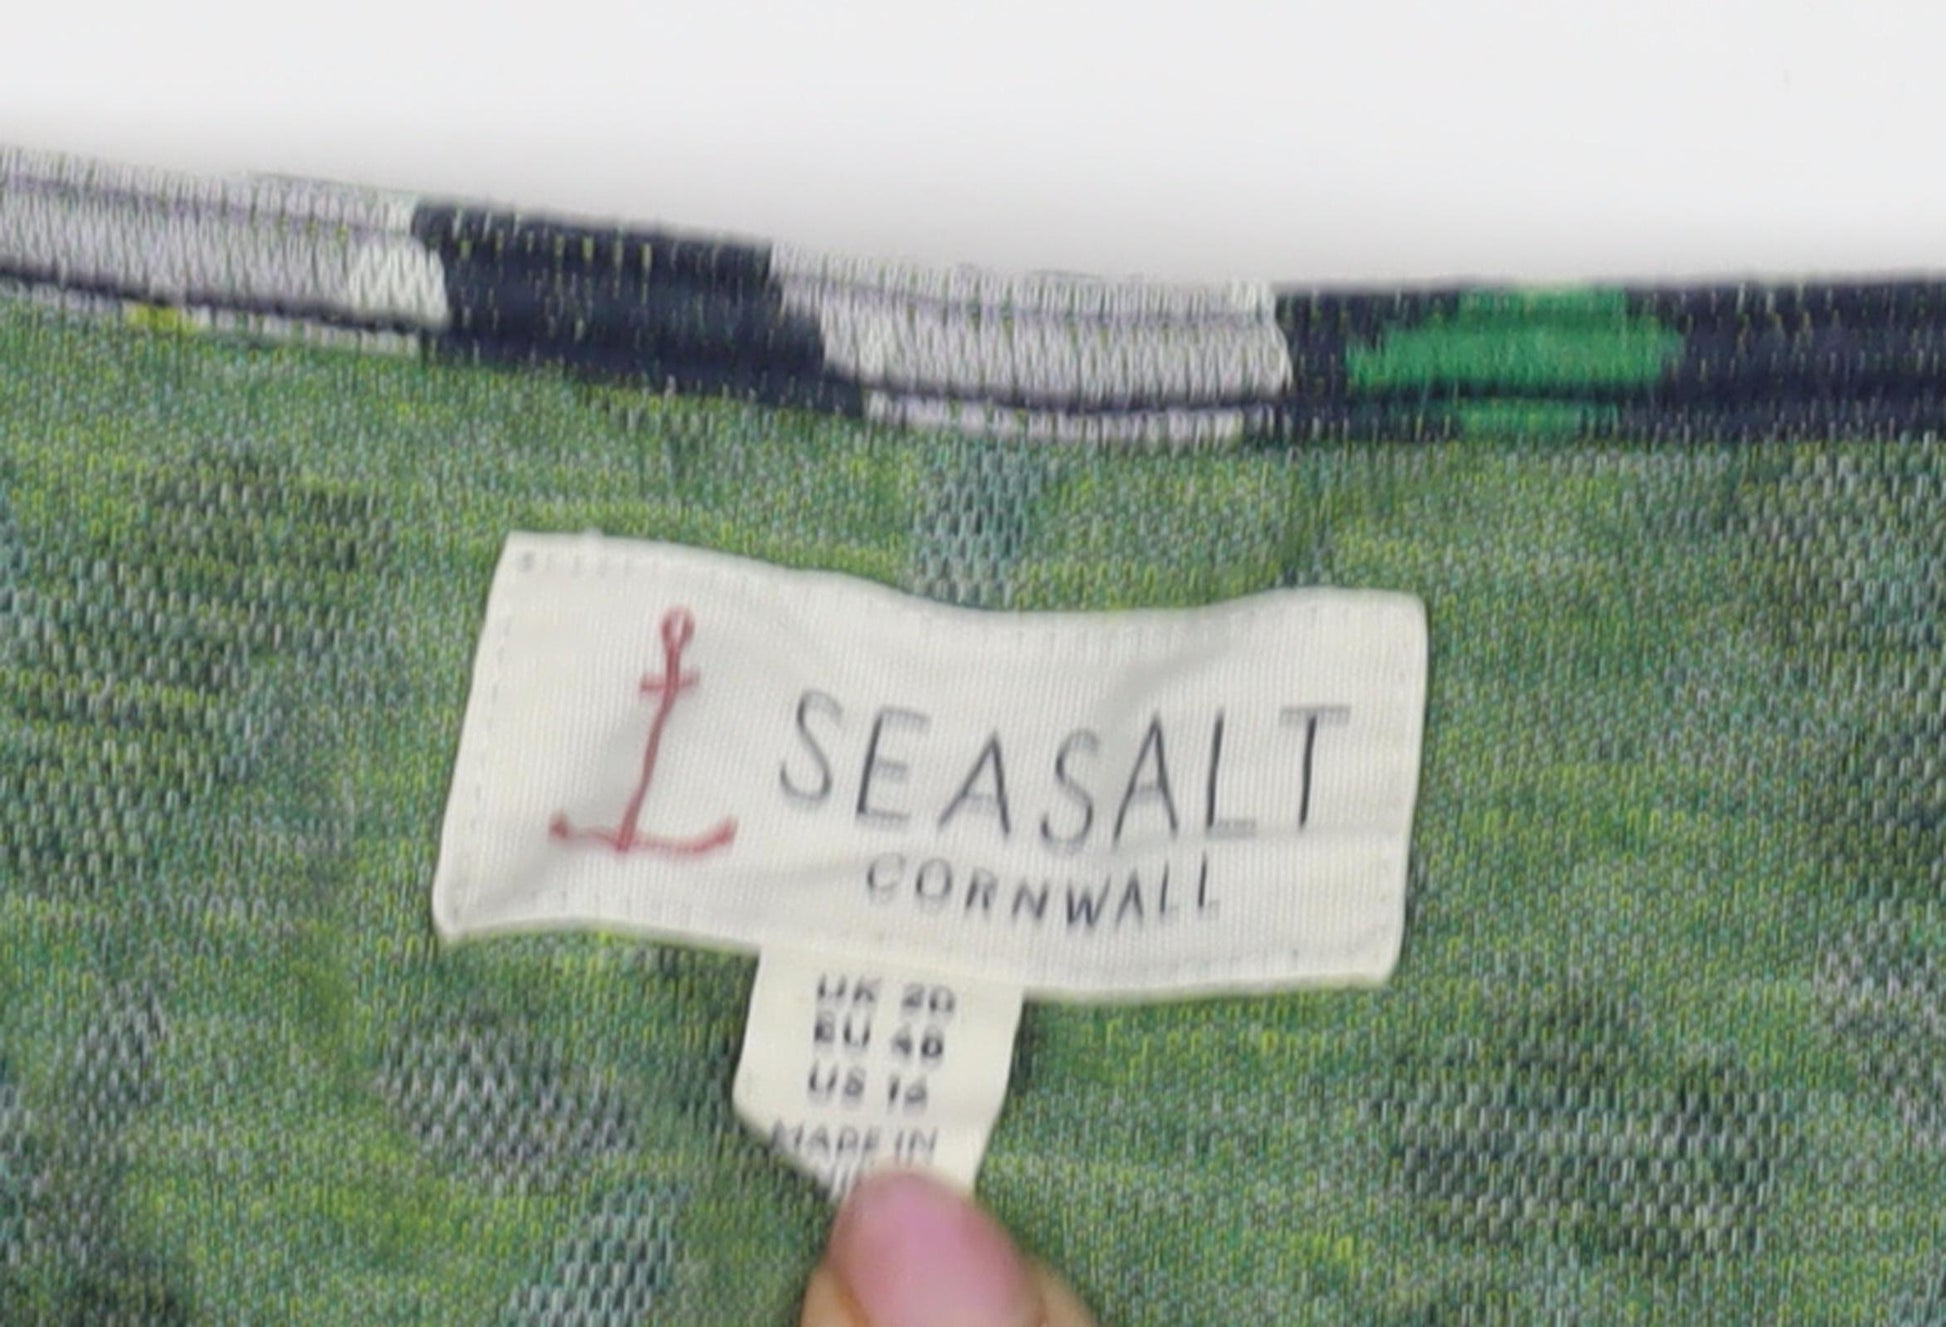 SEASALT
CORNWALL
UK 20
EU 48
US 16
MADE IN